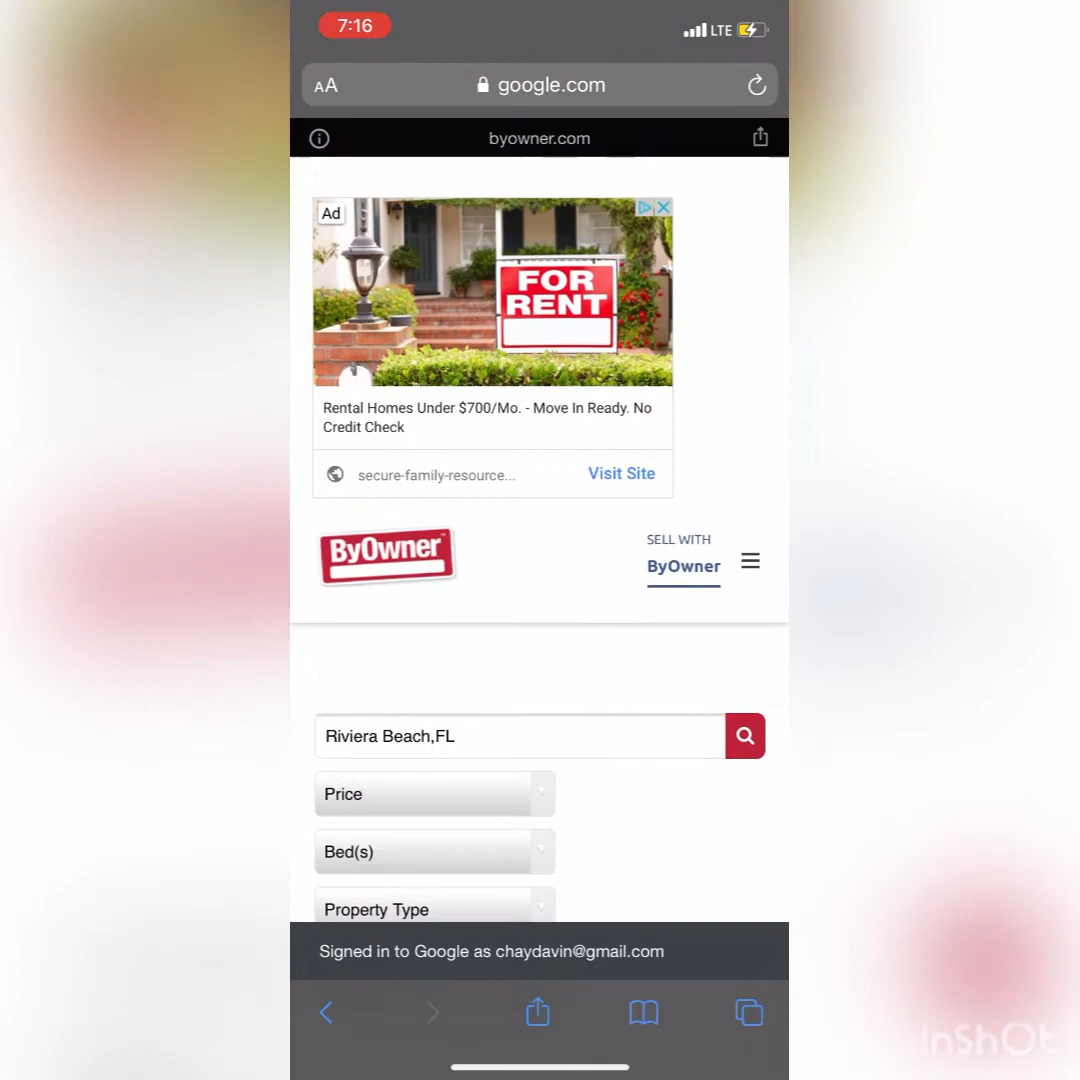 7:16
LTE
AA
google.com
byowner.com
Ad
FOR
RENT
Rental Homes Under $700/Mo. - Move In Ready. No
Credit Check
secure-family-resource...
Visit Site
ByOwner
SELL WITH
ByOwner
Riviera Beach,FL
Price
Bed(s)
Property Type
Signed in to Google as chaydavin@gmail.com
InShOt